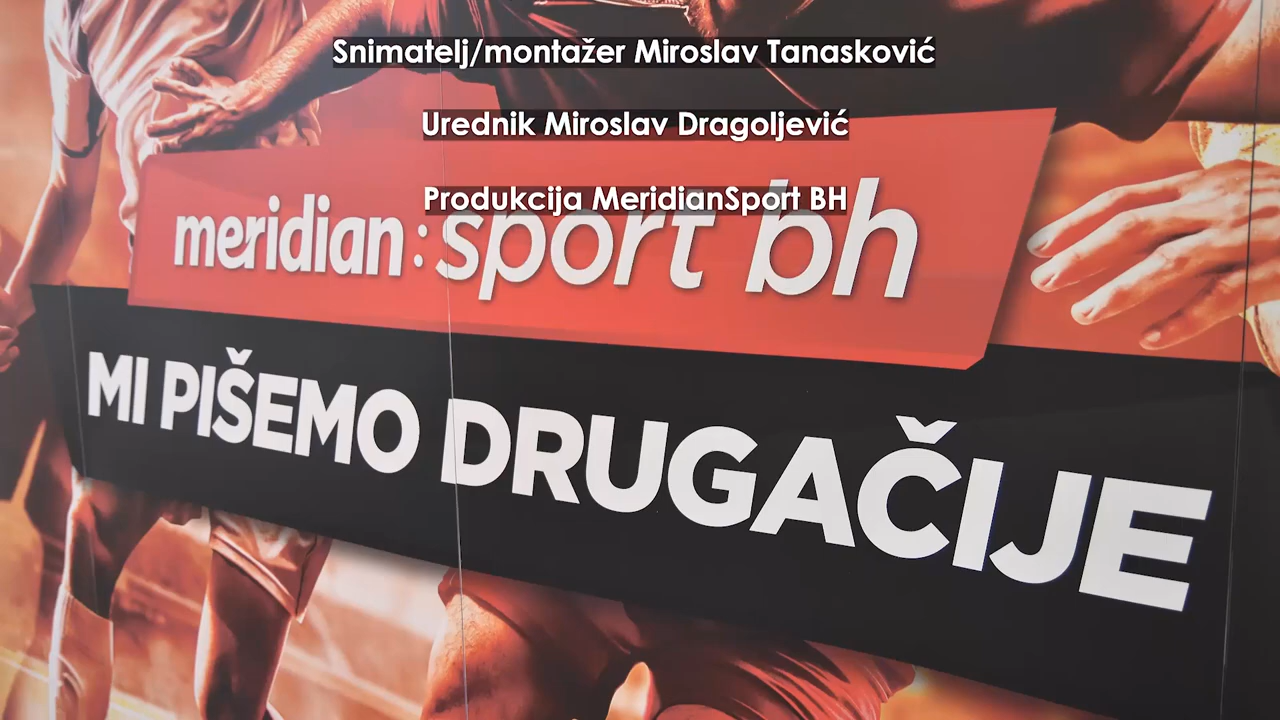 Snimatelj/montažer Miroslav Tanasković
Urednik Miroslav Dragoljević
Produkcija MeridianSport BH
meridian:sport bh
MI PIŠEMO DRUGAČIJE